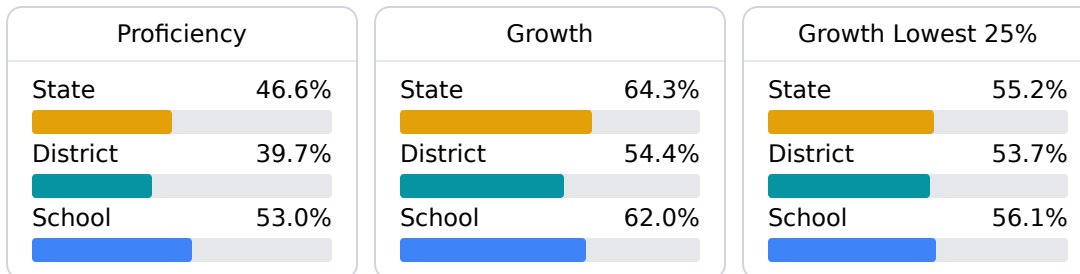 Proficiency
State 46.6%
District 39.7%
School 53.0%
Growth
State 64.3%
District 54.4%
School 62.0%
Growth Lowest 25%
State 55.2%
District 53.7%
School 56.1%